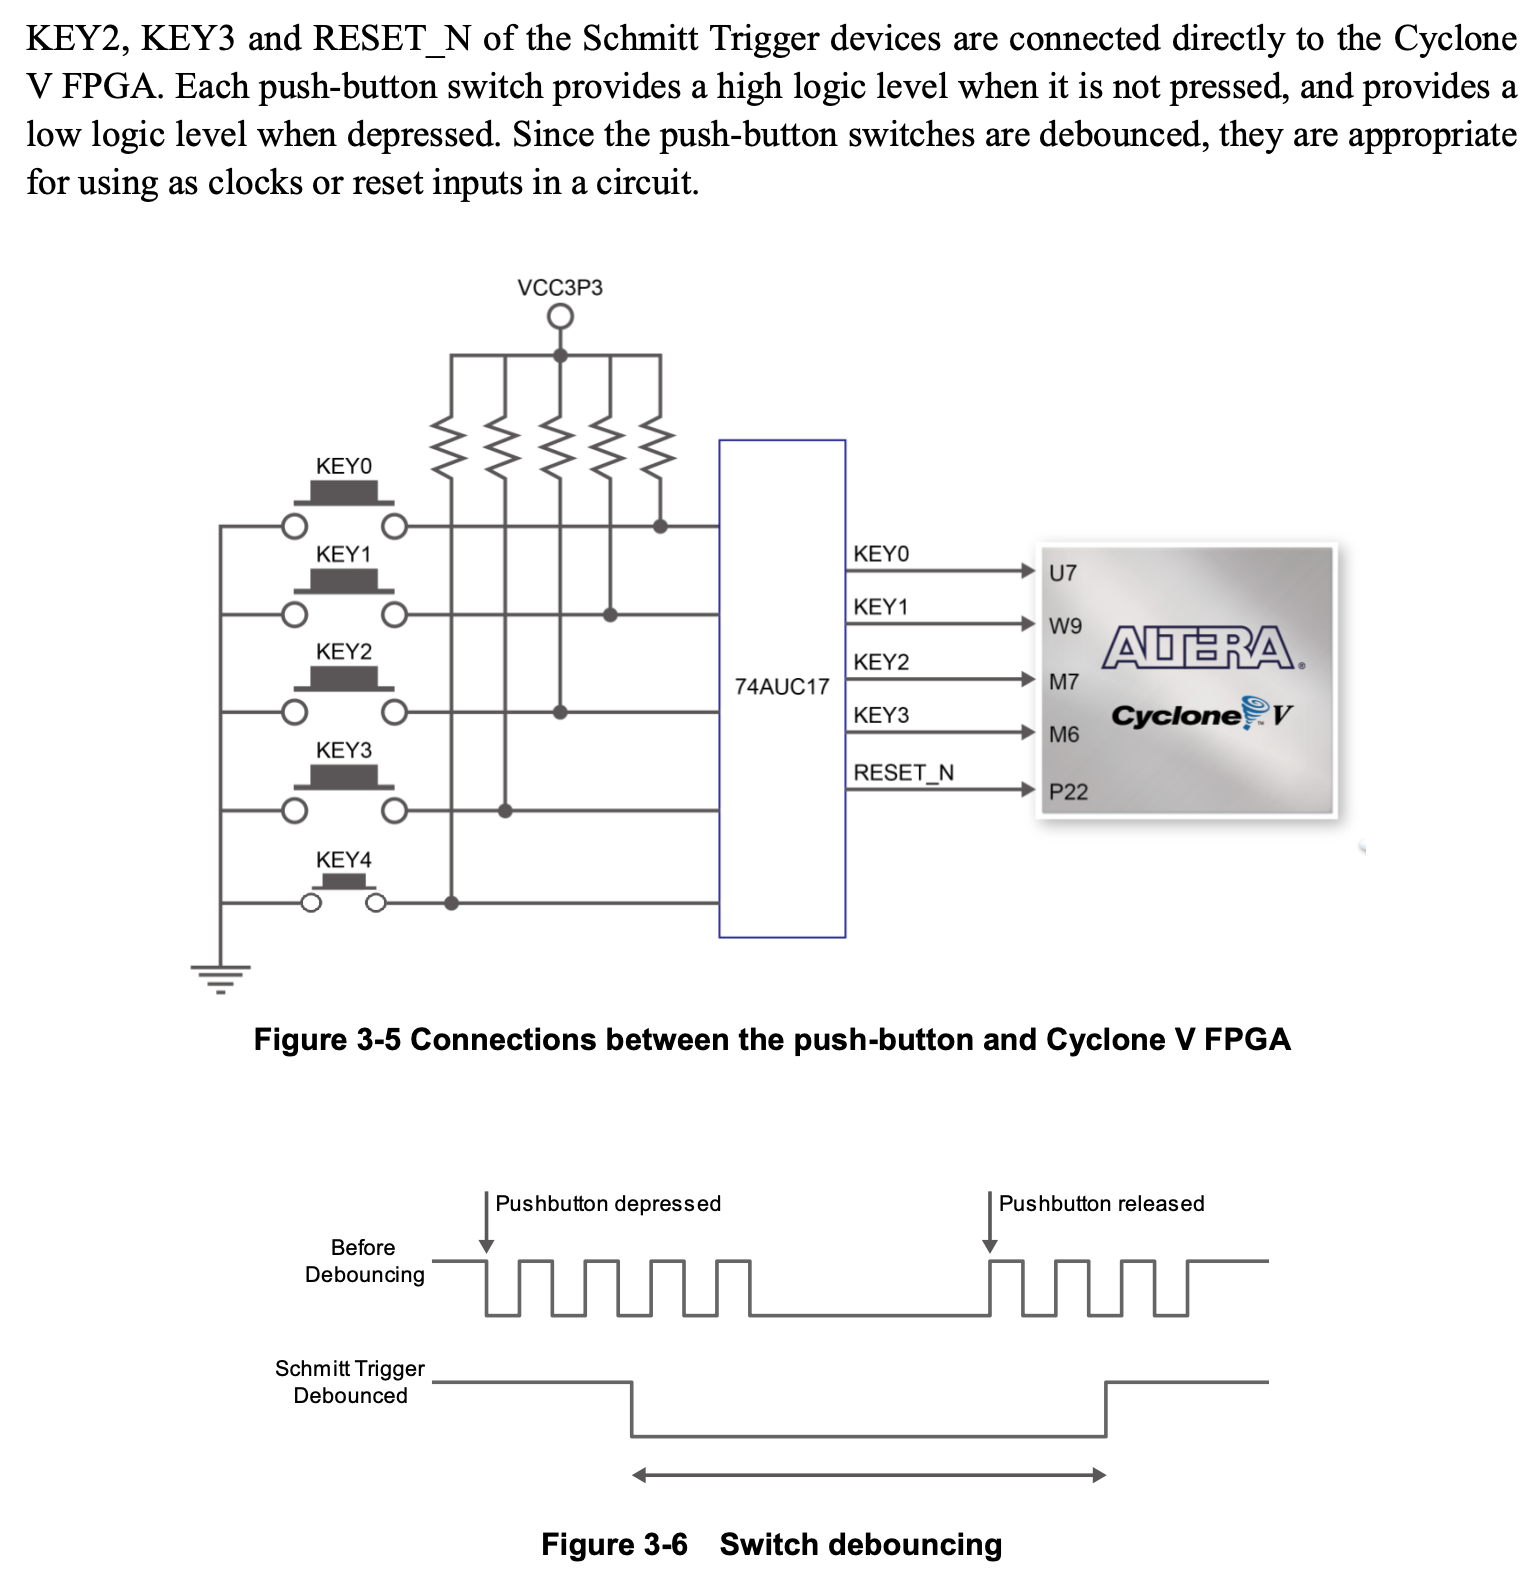 KEY2, KEY3 and RESET_N of the Schmitt Trigger devices are connected directly to the Cyclone
V FPGA. Each push-button switch provides a high logic level when it is not pressed, and provides a
low logic level when depressed. Since the push-button switches are debounced, they are appropriate
for using as clocks or reset inputs in a circuit.
VCC3P3
KEY0
KEY1
KEY2
KEY3
KEY4
74AUC17
KEY0
KEY1
KEY2
KEY3
RESET_N
U7
W9
M7
M6
P22
ALTERA®
Cyclone™ V
Figure 3-5 Connections between the push-button and Cyclone V FPGA
Pushbutton depressed
Pushbutton released
Before
Debouncing
Schmitt Trigger
Debounced
Figure 3-6 Switch debouncing